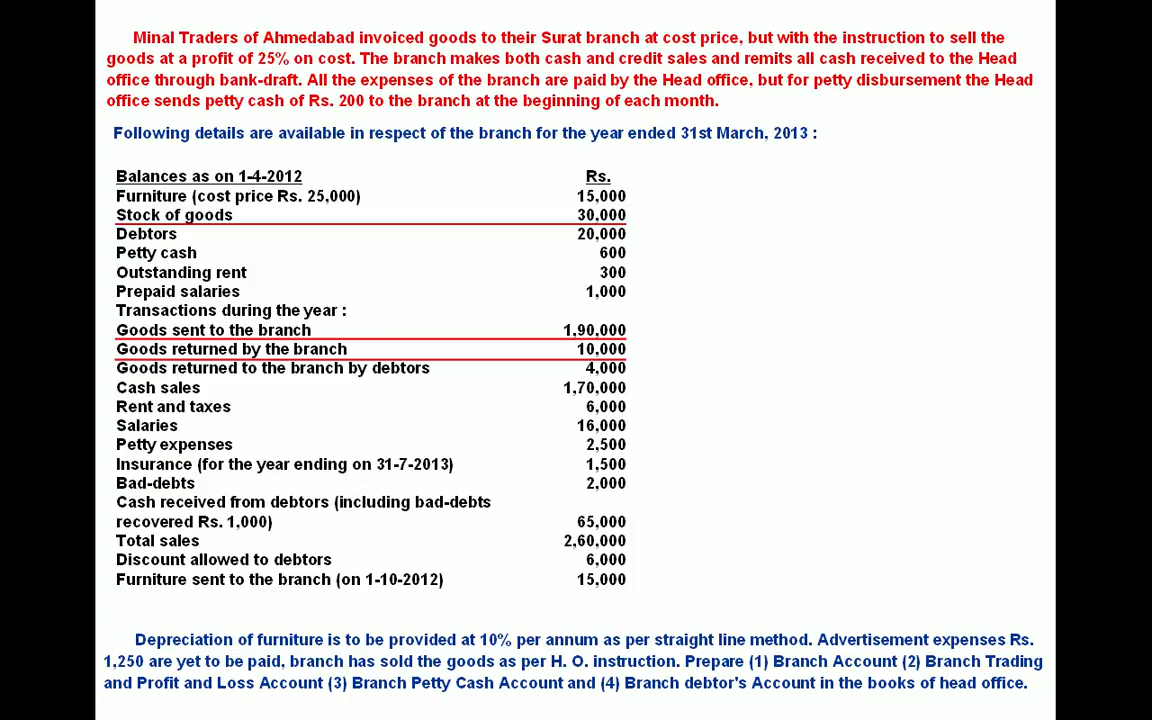 Minal Traders of Ahmedabad invoiced goods to their Surat branch at cost price, but with the instruction to sell the
goods at a profit of 25% on cost. The branch makes both cash and credit sales and remits all cash received to the Head
office through bank-draft. All the expenses of the branch are paid by the Head office, but for petty disbursement the Head
office sends petty cash of Rs. 200 to the branch at the beginning of each month.
Following details are available in respect of the branch for the year ended 31st March, 2013 :
Balances as on 1-4-2012 Rs.
Furniture (cost price Rs. 25,000) 15,000
Stock of goods 30,000
Debtors 20,000
Petty cash 600
Outstanding rent 300
Prepaid salaries 1,000
Transactions during the year :
Goods sent to the branch 1,90,000
Goods returned by the branch 10,000
Goods returned to the branch by debtors 4,000
Cash sales 1,70,000
Rent and taxes 6,000
Salaries 16,000
Petty expenses 2,500
Insurance (for the year ending on 31-7-2013) 1,500
Bad-debts 2,000
Cash received from debtors (including bad-debts
recovered Rs. 1,000) 65,000
Total sales 2,60,000
Discount allowed to debtors 6,000
Furniture sent to the branch (on 1-10-2012) 15,000
Depreciation of furniture is to be provided at 10% per annum as per straight line method. Advertisement expenses Rs.
1,250 are yet to be paid, branch has sold the goods as per H. O. instruction. Prepare (1) Branch Account (2) Branch Trading
and Profit and Loss Account (3) Branch Petty Cash Account and (4) Branch debtor's Account in the books of head office.